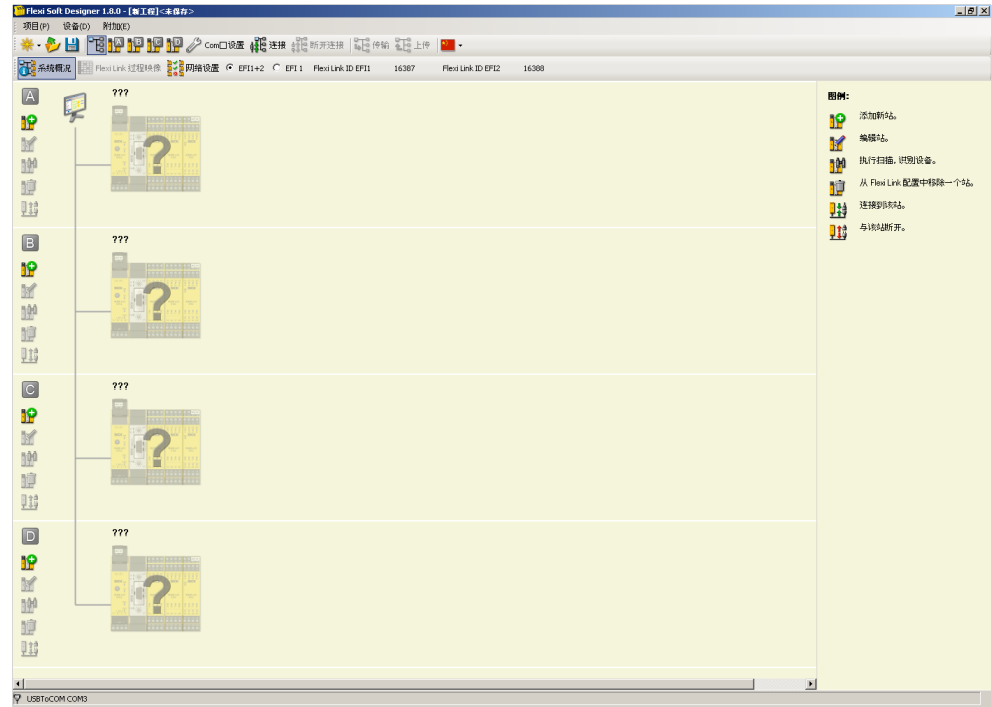 Flexi Soft Designer 1.8.0 - [新工程]<未保存>
项目(P) 设备(D) 附加(E)
A B C D Com口设置 连接 断开连接 传输 上传
系统概况 Flexi Link 过程映像 网络设置 EFI1+2 EFI 1 Flexi Link ID EFI1 16387 Flexi Link ID EFI2 16388
A ???
B ???
C ???
D ???
图例:
添加新站。
编辑站。
执行扫描, 识别设备。
从 Flexi Link 配置中移除一个站。
连接到该站。
与该站断开。
USBToCOM COM3